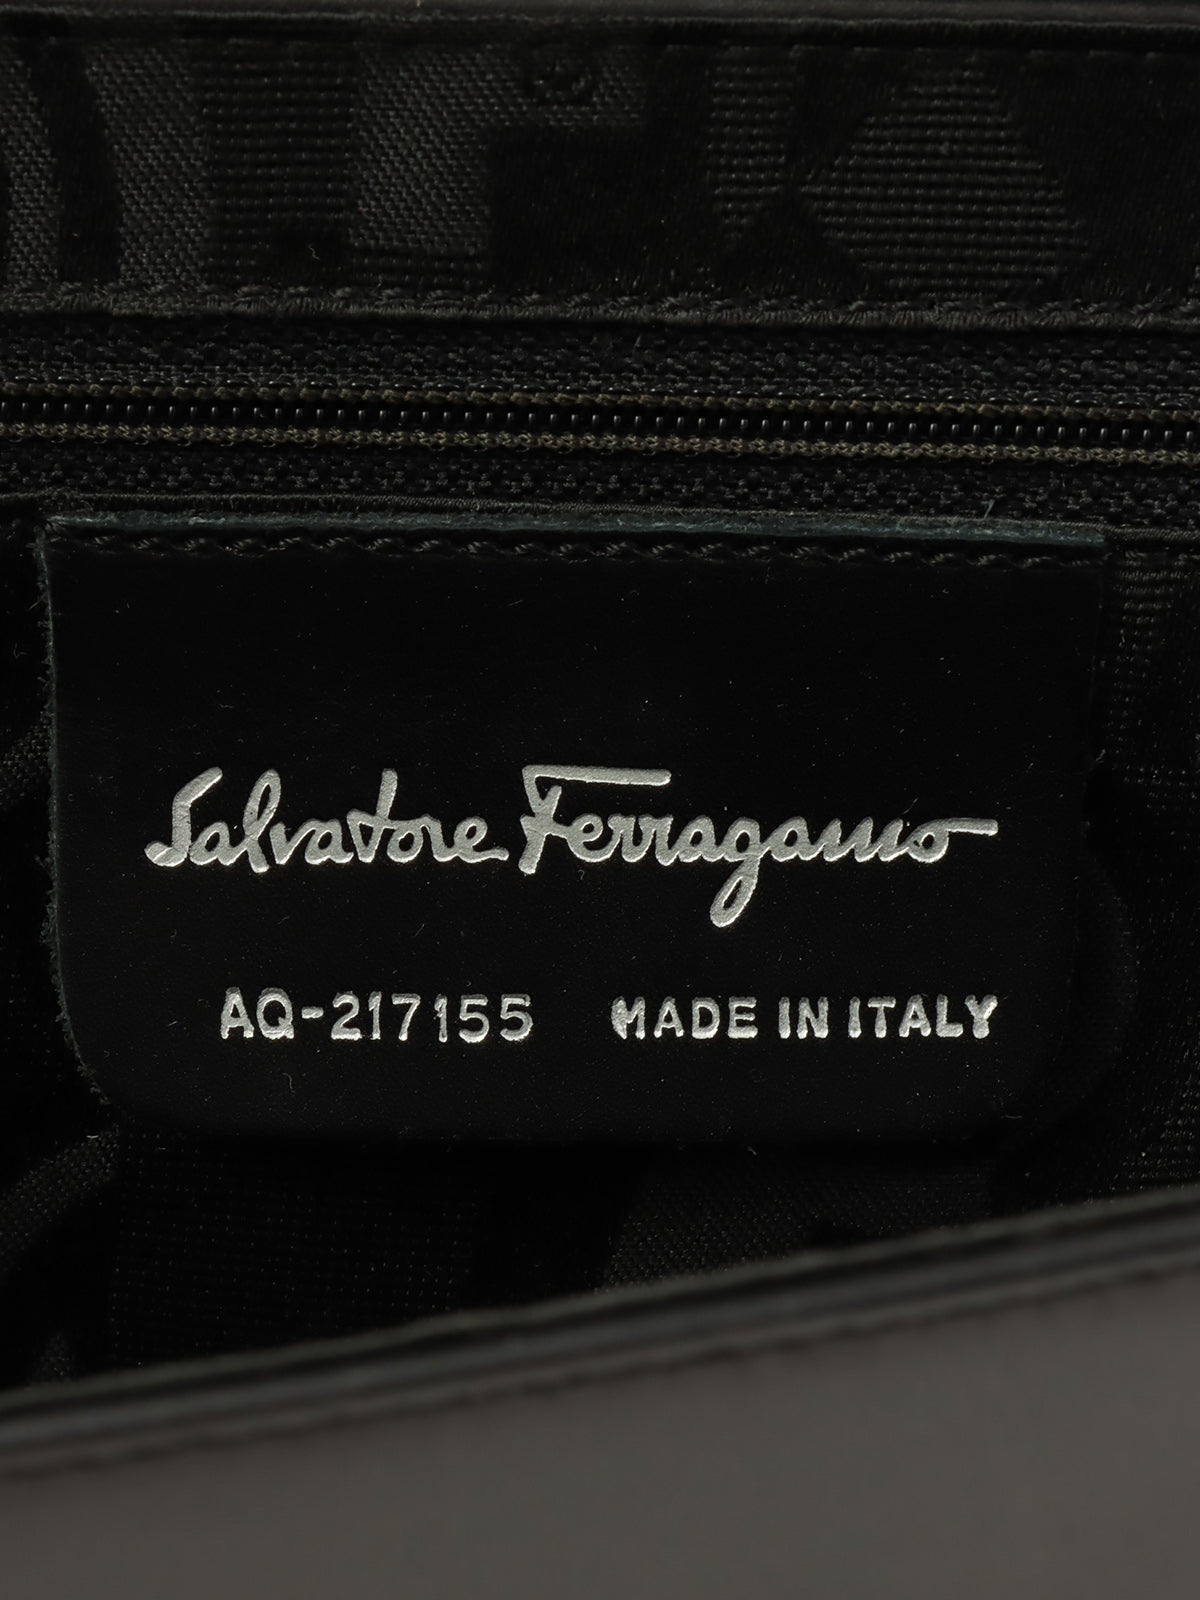 Salvatore Ferragamo
AQ-217155 MADE IN ITALY